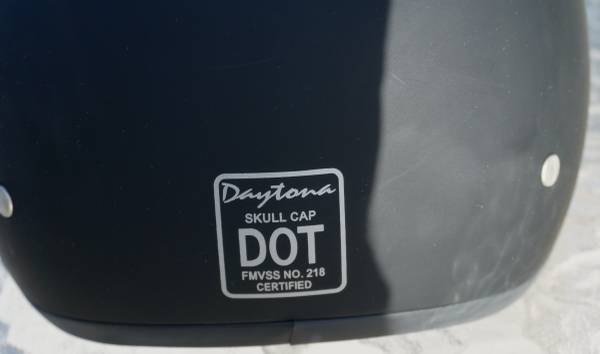 Daytona
SKULL CAP
DOT
FMVSS NO. 218
CERTIFIED